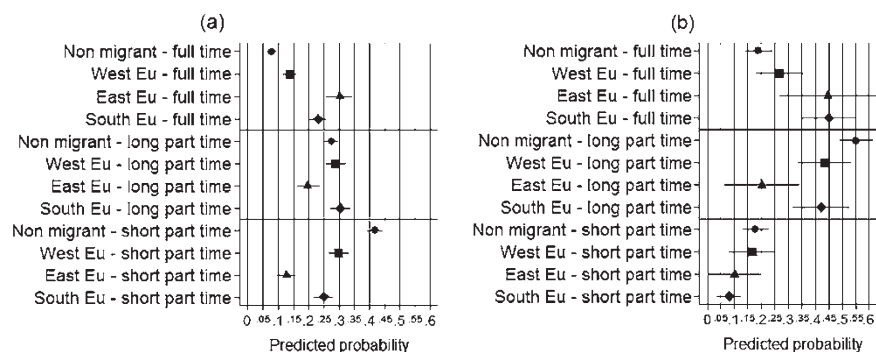 (a)
Non migrant - full time
West Eu - full time
East Eu - full time
South Eu - full time
Non migrant - long part time
West Eu - long part time
East Eu - long part time
South Eu - long part time
Non migrant - short part time
West Eu - short part time
East Eu - short part time
South Eu - short part time
0 .05 .1 .15 .2 .25 .3 .35 .4 .45 .5 .55 .6
Predicted probability
(b)
Non migrant - full time
West Eu - full time
East Eu - full time
South Eu - full time
Non migrant - long part time
West Eu - long part time
East Eu - long part time
South Eu - long part time
Non migrant - short part time
West Eu - short part time
East Eu - short part time
South Eu - short part time
0 .05 .1 .15 .2 .25 .3 .35 .4 .45 .5 .55 .6
Predicted probability